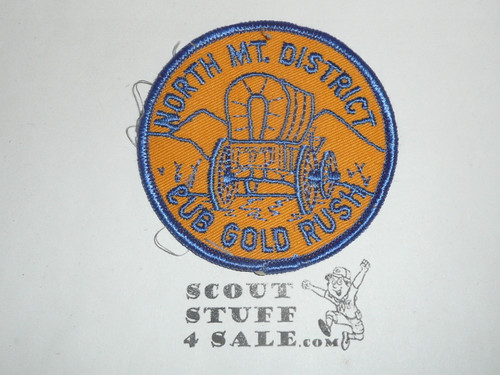 NORTH MT. DISTRICT
CUB GOLD RUSH
SCOUT
STUFF
4 SALE.COM